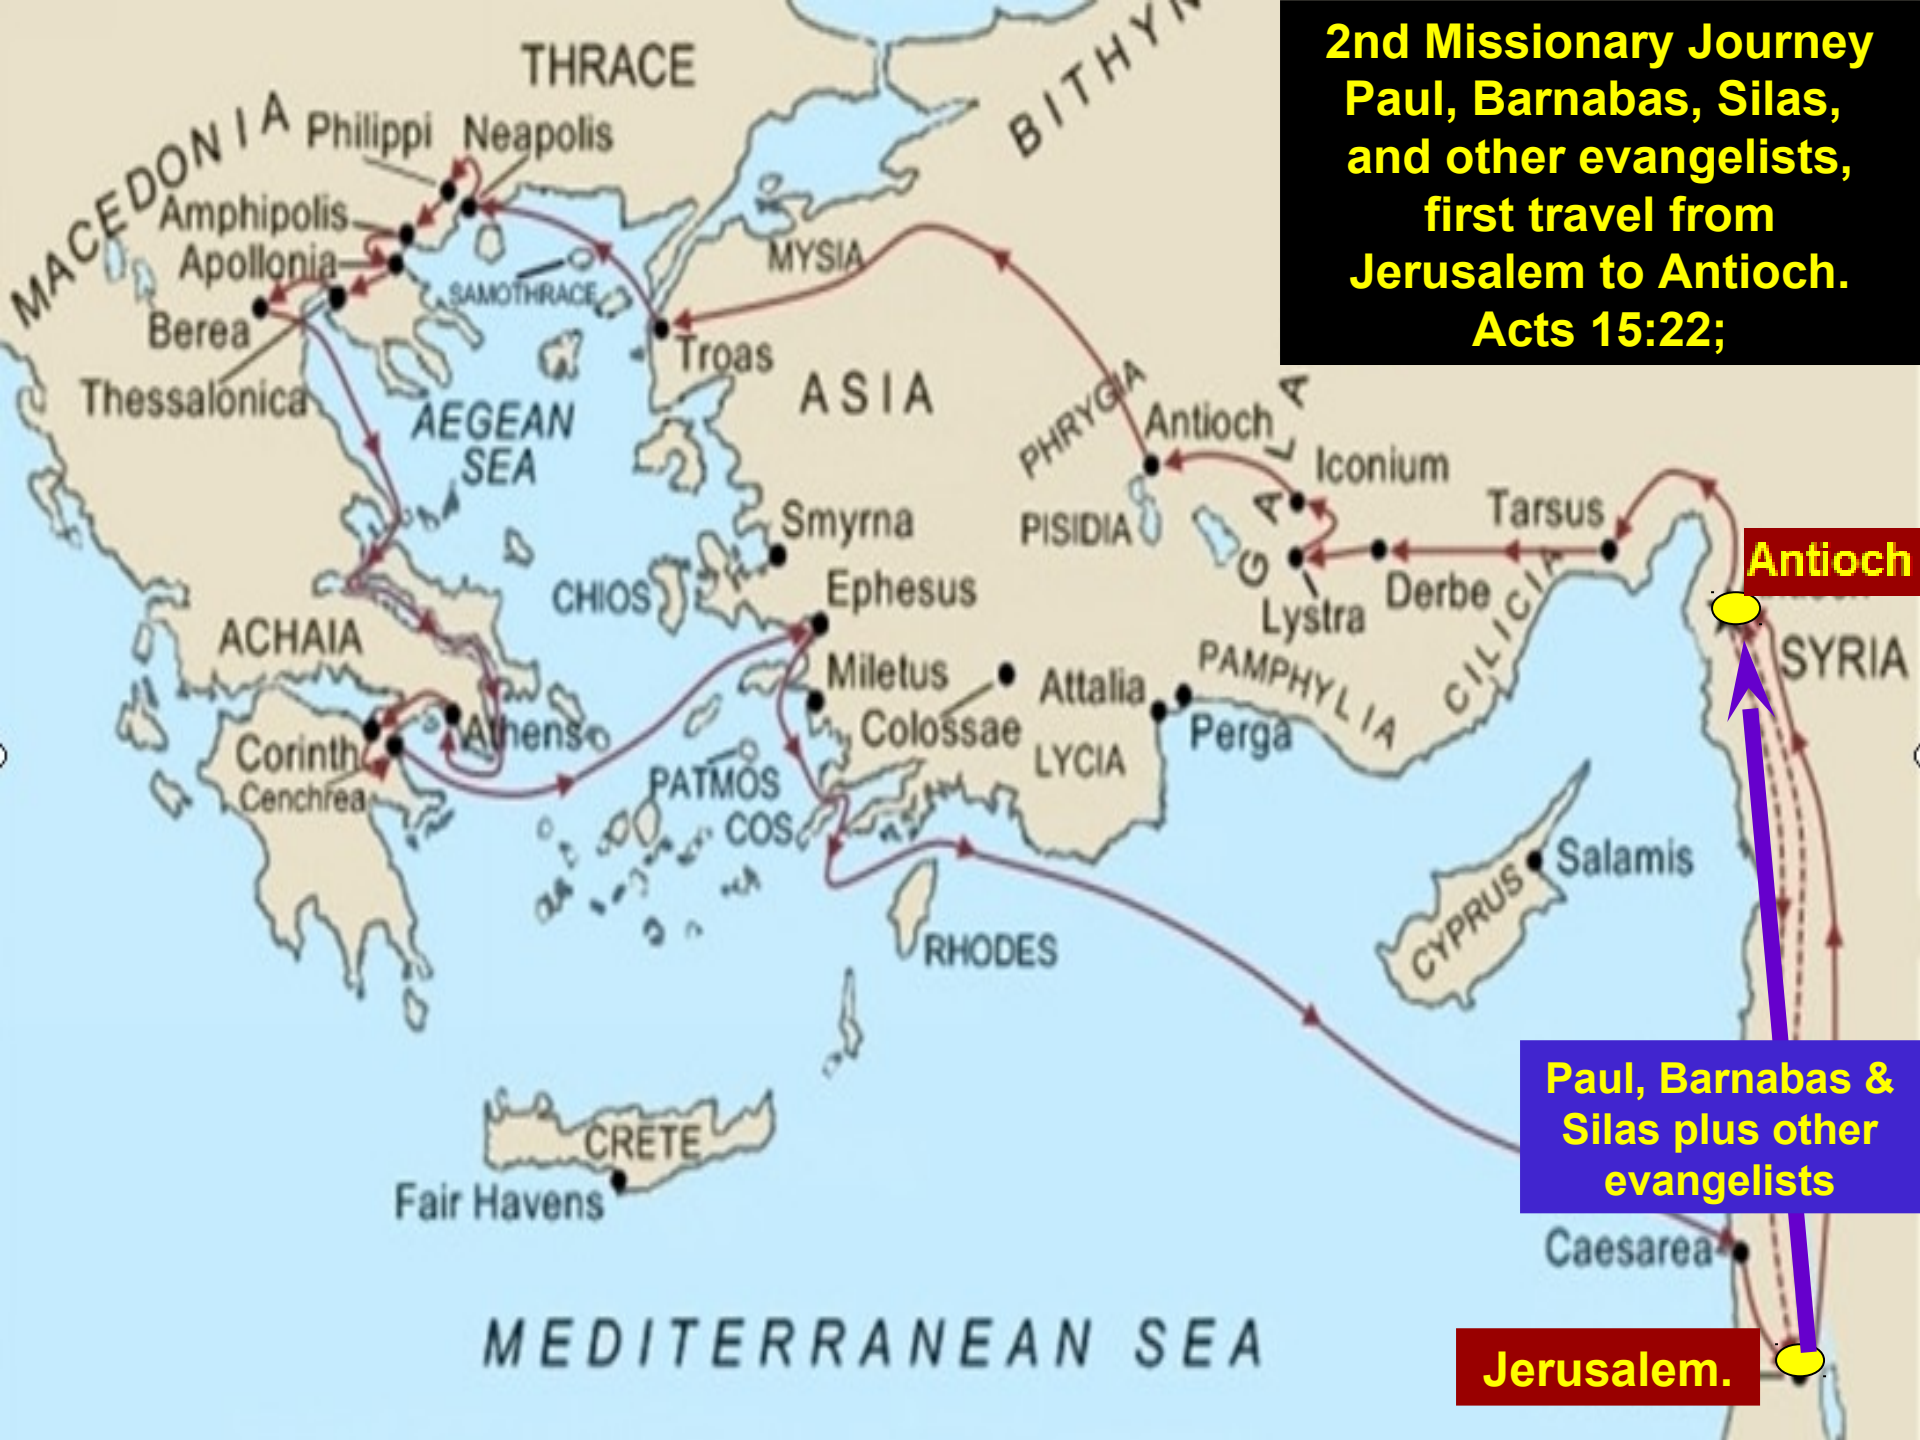 2nd Missionary Journey
Paul, Barnabas, Silas,
and other evangelists,
first travel from
Jerusalem to Antioch.
Acts 15:22;
THRACE
MACEDONIA
Philippi
Neapolis
Amphipolis
Apollonia
SAMOTHRACE
Berea
Thessalonica
MYSIA
Troas
ASIA
AEGEAN
SEA
PHRYGIA
Antioch
GALA
Iconium
Tarsus
PISIDIA
Smyrna
CHIOS
Ephesus
Lystra
Derbe
CILICIA
Antioch
SYRIA
ACHAIA
Miletus
Colossae
Attalia
Perga
PAMPHYLIA
LYCIA
Athens
Corinth
Cenchrea
PATMOS
COS
RHODES
CYPRUS
Salamis
Paul, Barnabas &
Silas plus other
evangelists
CRETE
Fair Havens
Caesarea
MEDITERRANEAN SEA
Jerusalem.